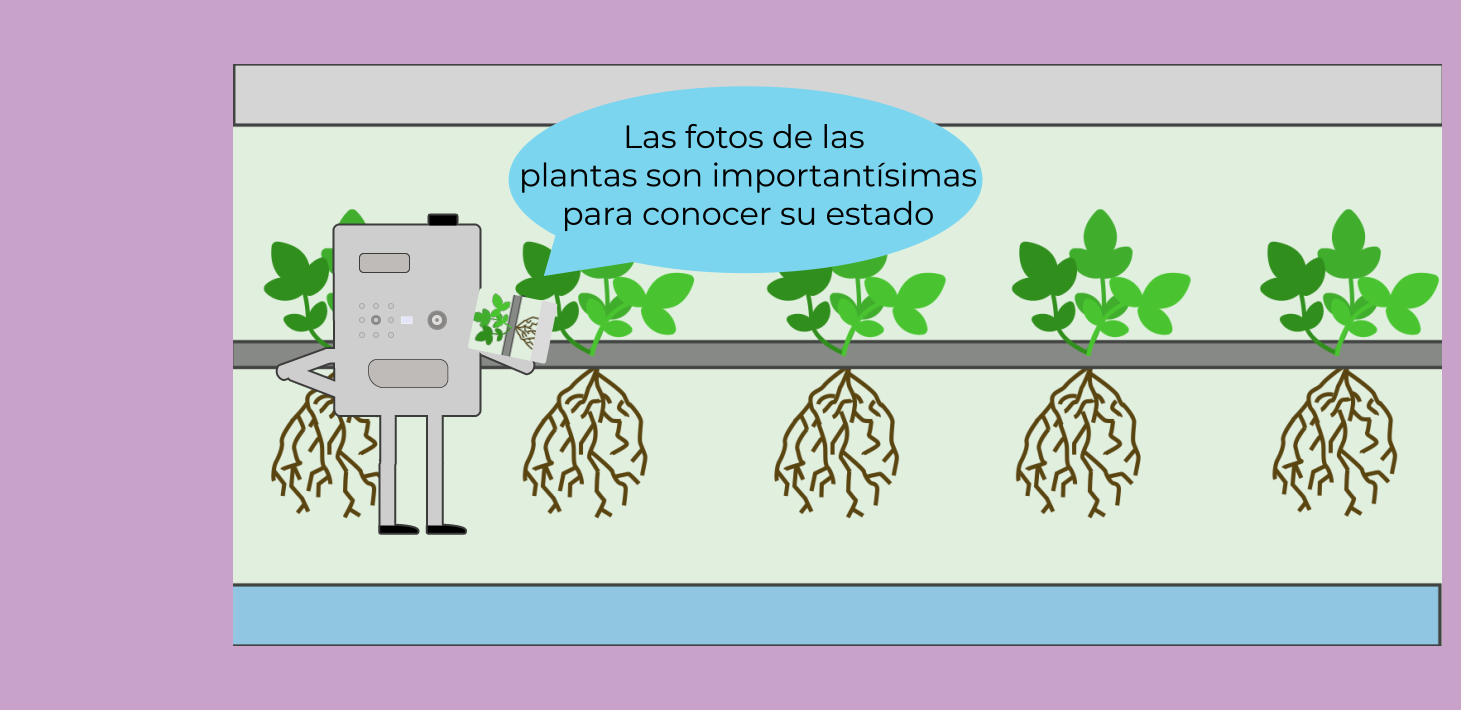 Las fotos de las
plantas son importantísimas
para conocer su estado